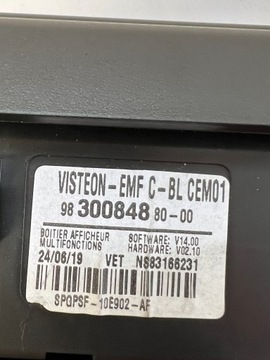 VISTEON-EMF C-BL CEM01
98 300848 80-00
BOITIER AFFICHEUR SOFTWARE: V14.00
MULTIFONCTIONS HARDWARE: V02.10
24/06/19 VET NS83166231
SPQPSF-10E902-AF